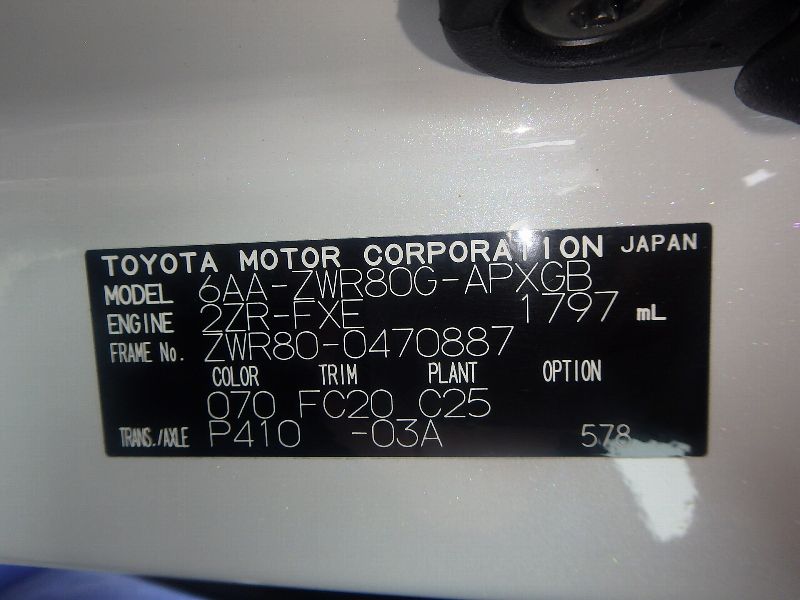 TOYOTA MOTOR CORPORATION JAPAN
MODEL 6AA-ZWR80G-APXGB
ENGINE 2ZR-FXE 1797 mL
FRAME No. ZWR80-0470887
COLOR TRIM PLANT OPTION
070 FC20 C25
TRANS./AXLE P410 -03A 578